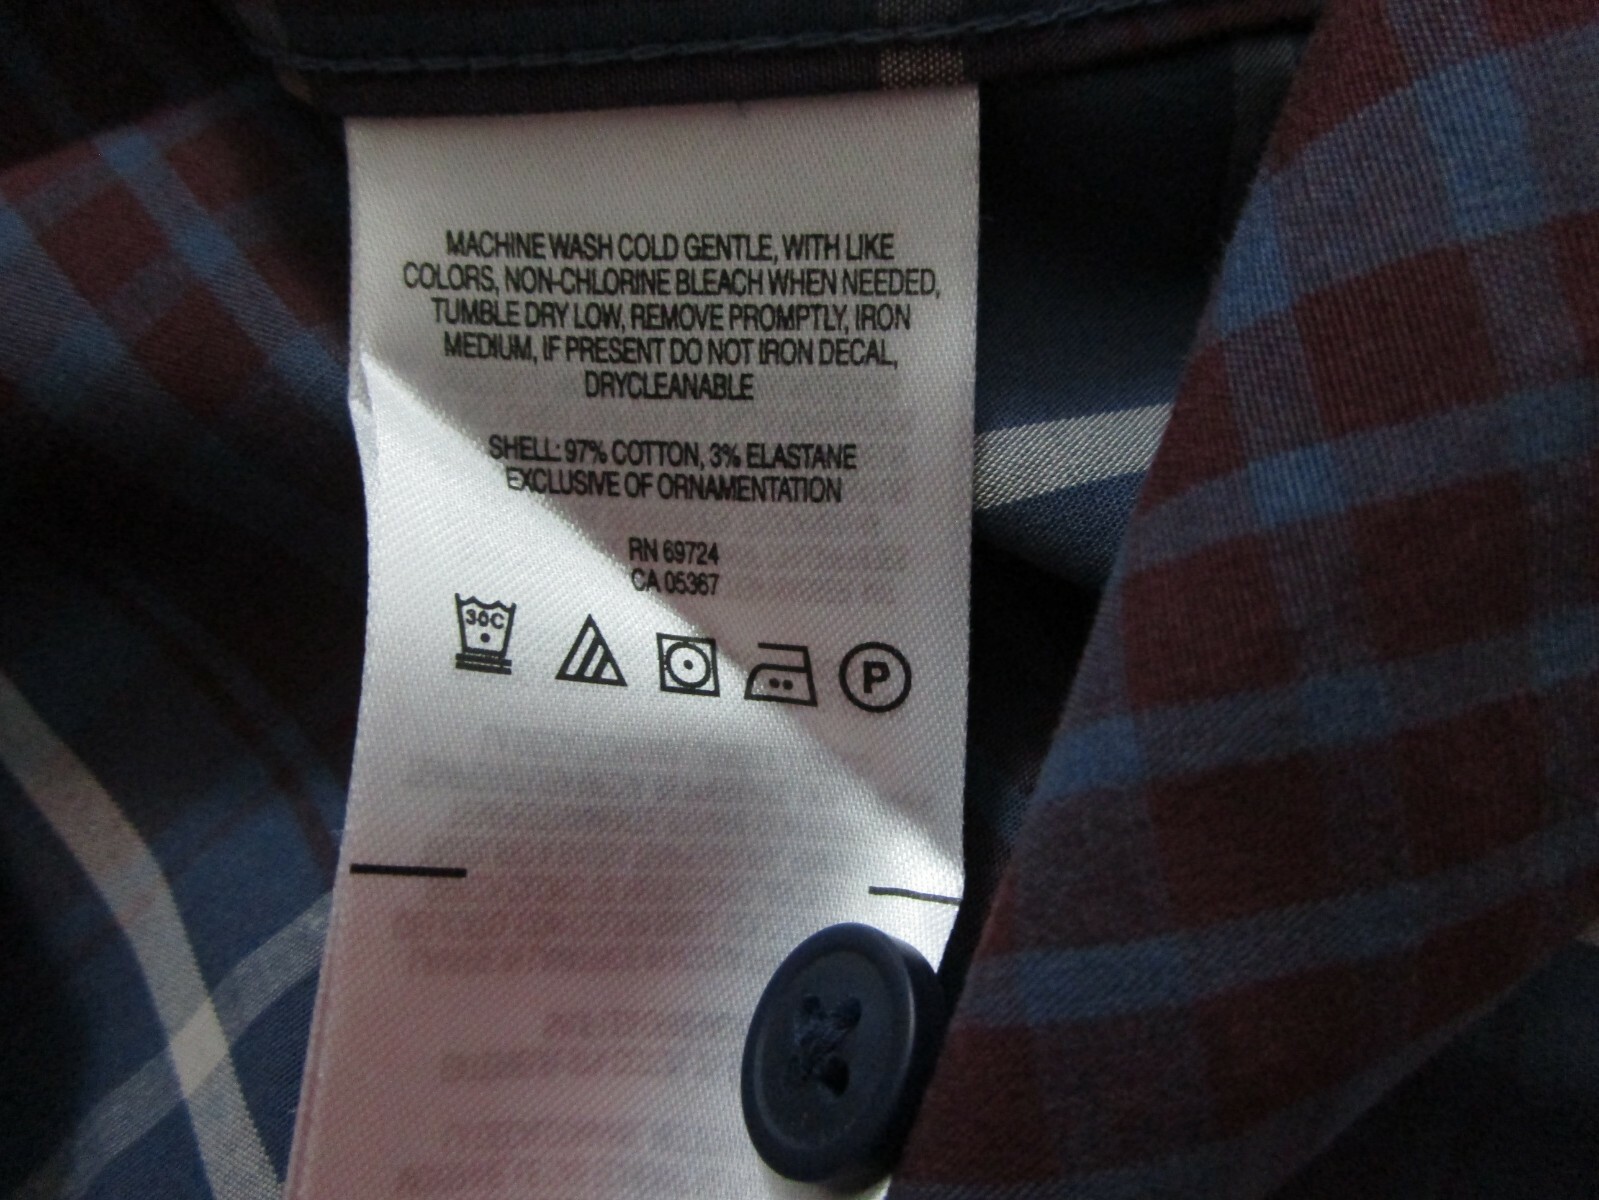 MACHINE WASH COLD GENTLE, WITH LIKE
COLORS, NON-CHLORINE BLEACH WHEN NEEDED,
TUMBLE DRY LOW, REMOVE PROMPTLY, IRON
MEDIUM, IF PRESENT DO NOT IRON DECAL,
DRYCLEANABLE
SHELL: 97% COTTON, 3% ELASTANE
EXCLUSIVE OF ORNAMENTATION
RN 69724
CA 05367
30C
P